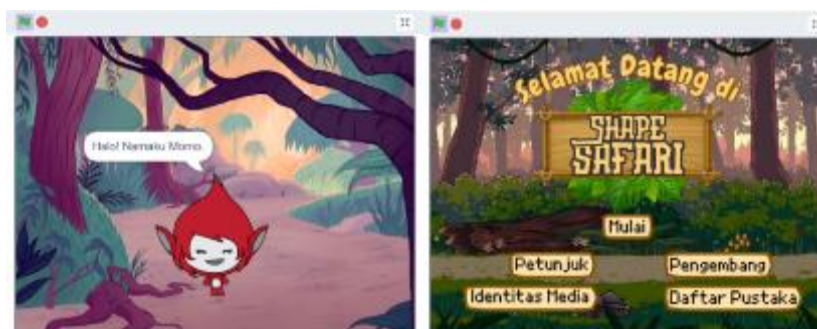 Halo! Namaku Momo.
Selamat Datang di
SHAPE
SAFARI
Mulai
Petunjuk
Pengembang
Identitas Media
Daftar Pustaka